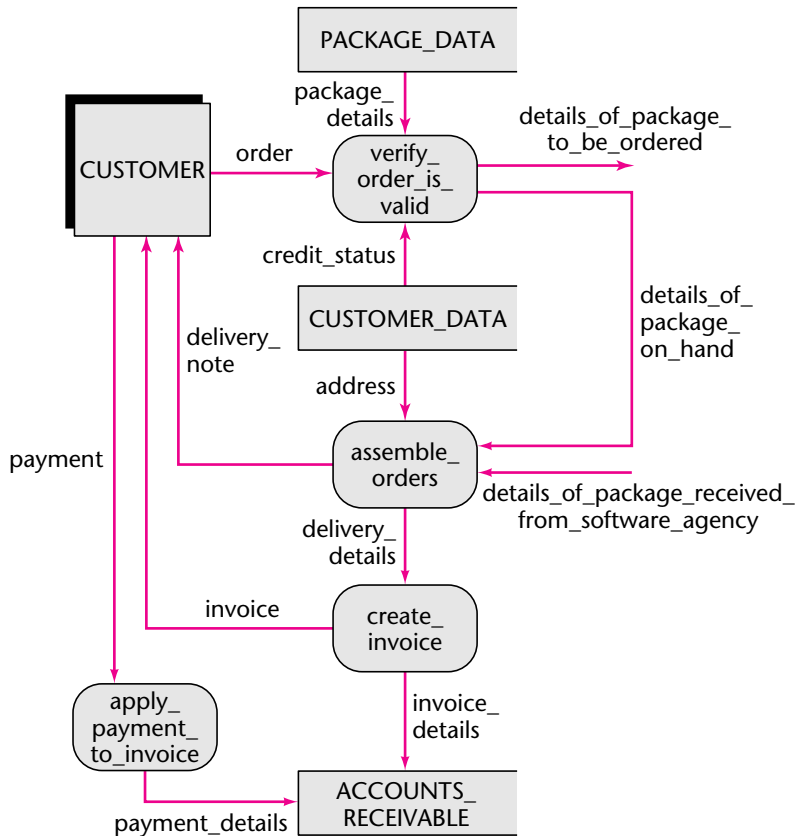 PACKAGE_DATA
package_
details
details_of_package_
to_be_ordered
CUSTOMER
order
verify_
order_is_
valid
credit_status
details_of_
package_
on_hand
CUSTOMER_DATA
delivery_
note
address
payment
assemble_
orders
details_of_package_received_
from_software_agency
delivery_
details
invoice
create_
invoice
apply_
payment_
to_invoice
invoice_
details
ACCOUNTS_
RECEIVABLE
payment_details